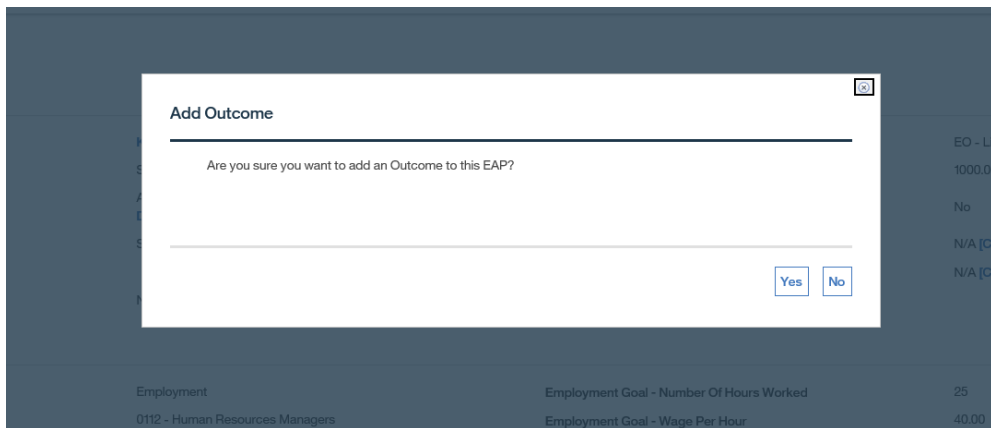 Add Outcome
Are you sure you want to add an Outcome to this EAP?
Yes No
EO - L
1000.0
No
N/A [C
N/A [C
Employment Employment Goal - Number Of Hours Worked 25
0112 - Human Resources Managers Employment Goal - Wage Per Hour 40.00